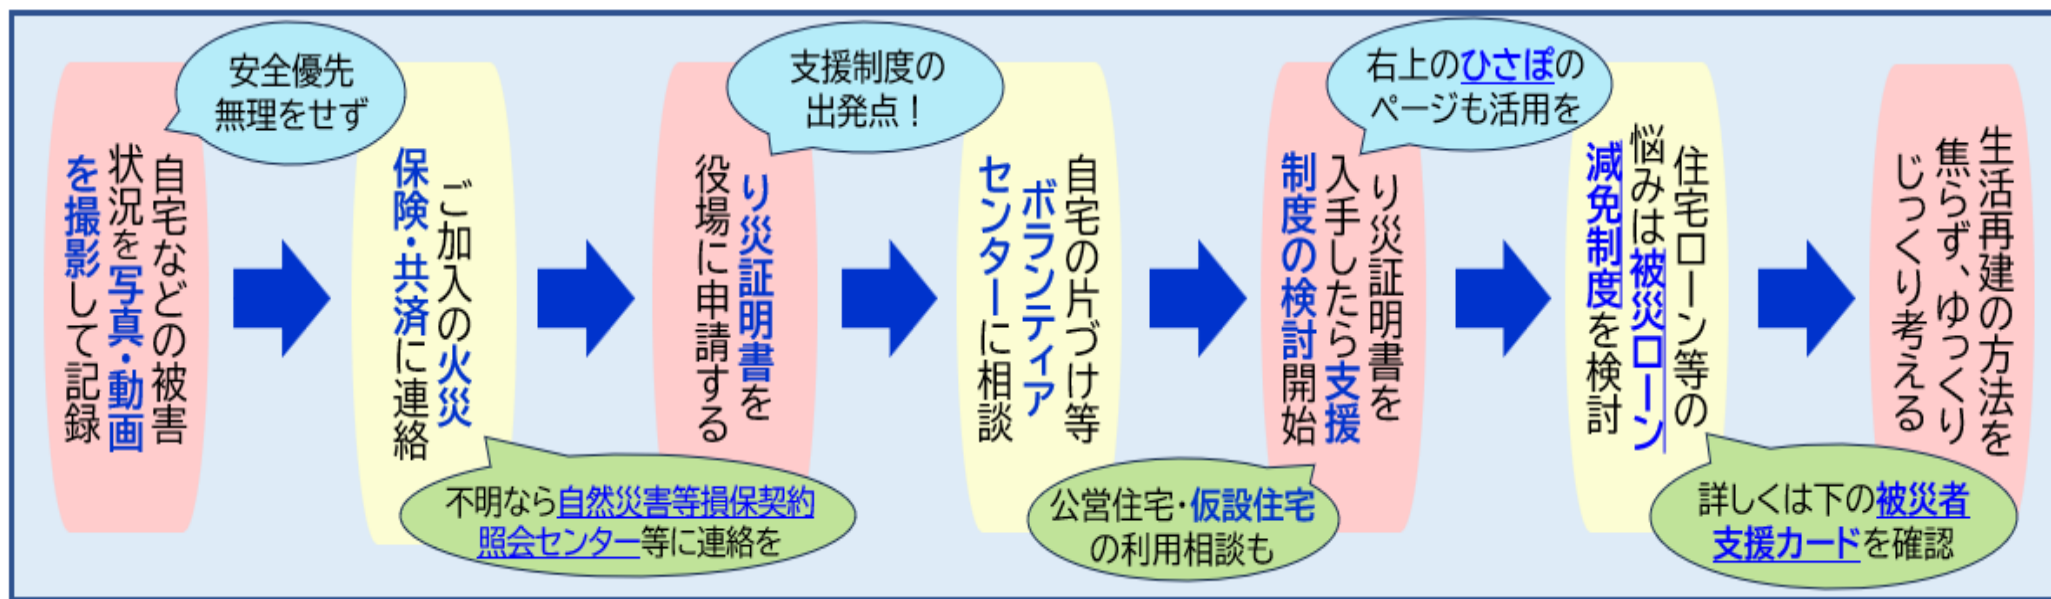 安全優先
無理をせず
自宅などの被害
状況を写真・動画
を撮影して記録
ご加入の火災
保険・共済に連絡
不明なら自然災害等損保契約
照会センター等に連絡を
支援制度の
出発点！
り災証明書を
役場に申請する
自宅の片づけ等
ボランティア
センターに相談
右上のひさぽの
ページも活用を
り災証明書を
入手したら支援
制度の検討開始
公営住宅・仮設住宅
の利用相談も
住宅ローン等の
悩みは被災ローン
減免制度を検討
詳しくは下の被災者
支援カードを確認
生活再建の方法を
焦らず、ゆっくり
じっくり考える